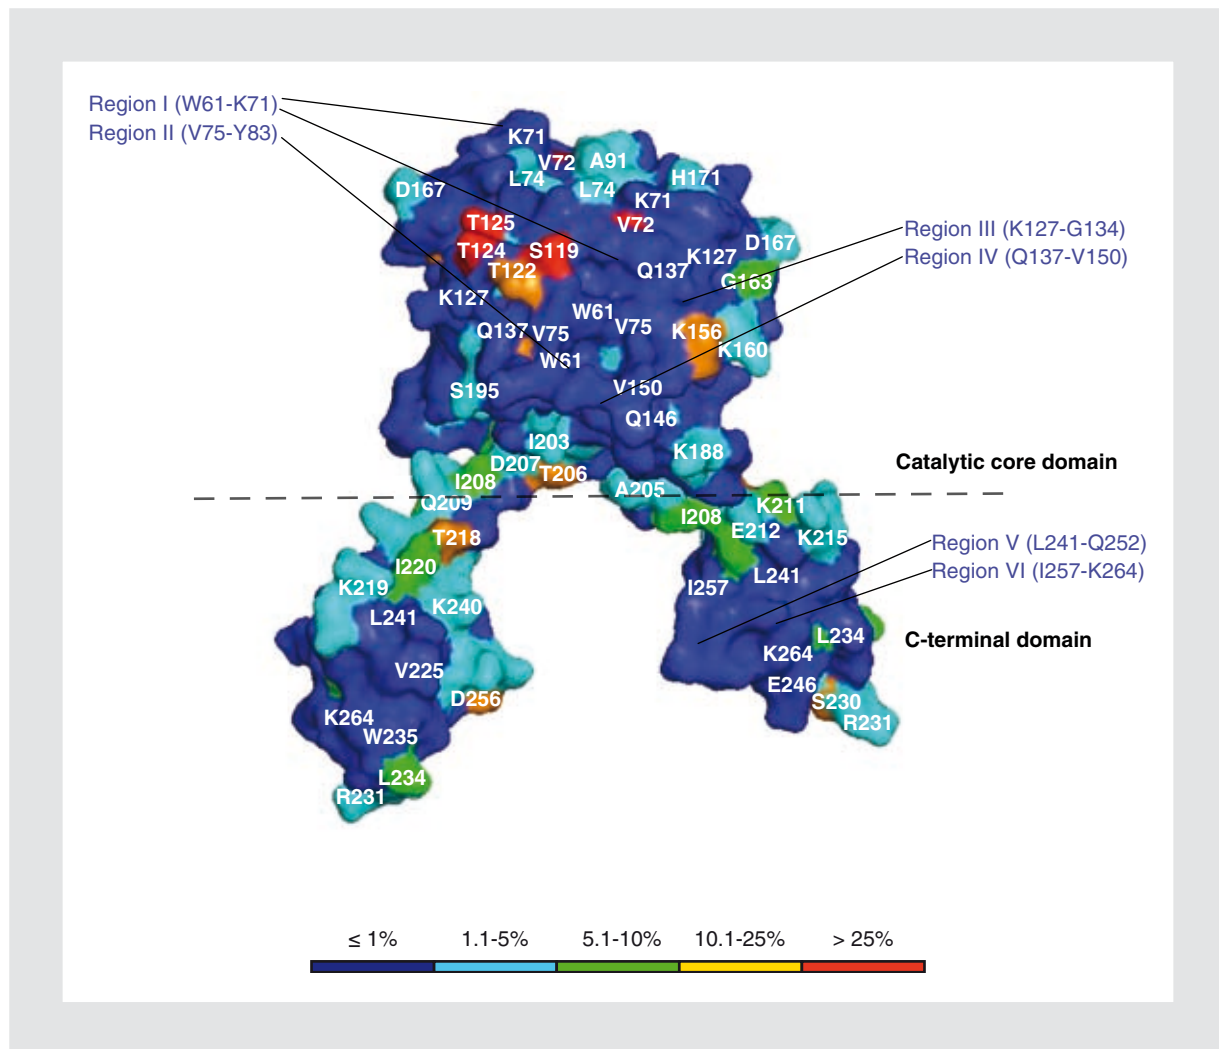 Region I (W61-K71)
Region II (V75-Y83)
K71
V72
A91
L74
L74
H171
D167
K71
V72
T125
T124
S119
T122
D167
K127
Q137
G163
Region III (K127-G134)
Region IV (Q137-V150)
K127
W61
V75
Q137
V75
W61
K156
K160
S195
V150
Q146
I203
D207
T206
I208
K188
Catalytic core domain
Q209
A205
K211
I208
E212
K215
T218
I220
K219
K240
L241
L241
I257
Region V (L241-Q252)
Region VI (I257-K264)
L234
C-terminal domain
K264
V225
E246
D256
S230
R231
K264
W235
L234
R231
≤ 1% 1.1-5% 5.1-10% 10.1-25% > 25%